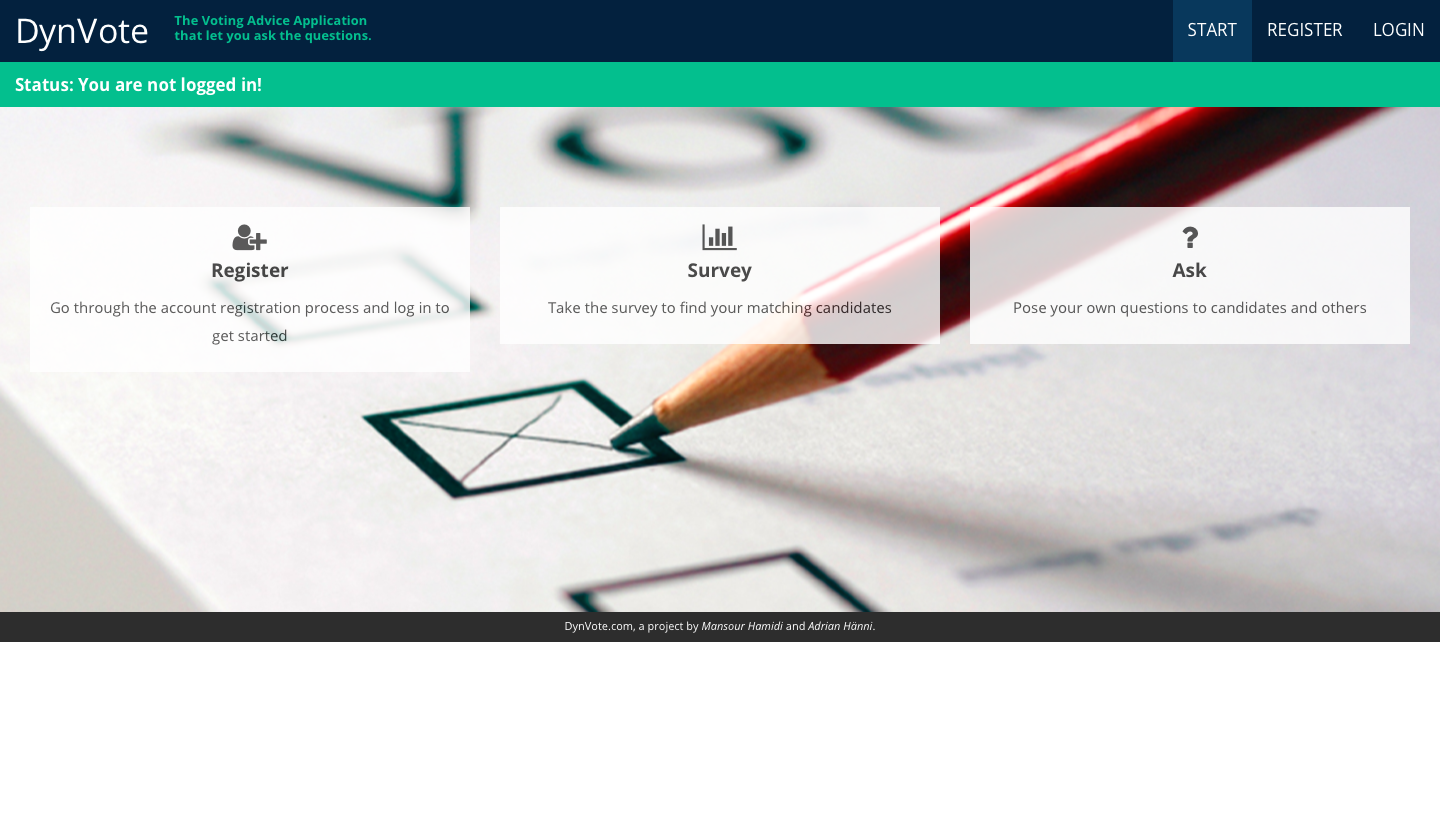 DynVote
The Voting Advice Application
that let you ask the questions.
START
REGISTER
LOGIN
Status: You are not logged in!
Register
Go through the account registration process and log in to
get started
Survey
Take the survey to find your matching candidates
Ask
Pose your own questions to candidates and others
DynVote.com, a project by Mansour Hamidi and Adrian Hänni.